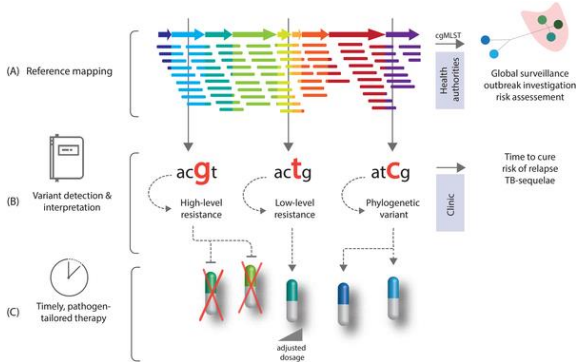 cgMLST
(A) Reference mapping
Health
authorities
Global surveillance
outbreak investigation
risk assessement
acgt
actg
atCg
(B) Variant detection &
interpretation
High-level
resistance
Low-level
resistance
Phylogenetic
variant
Clinic
Time to cure
risk of relapse
TB-sequelae
(C) Timely, pathogen-
tailored therapy
adjusted
dosage